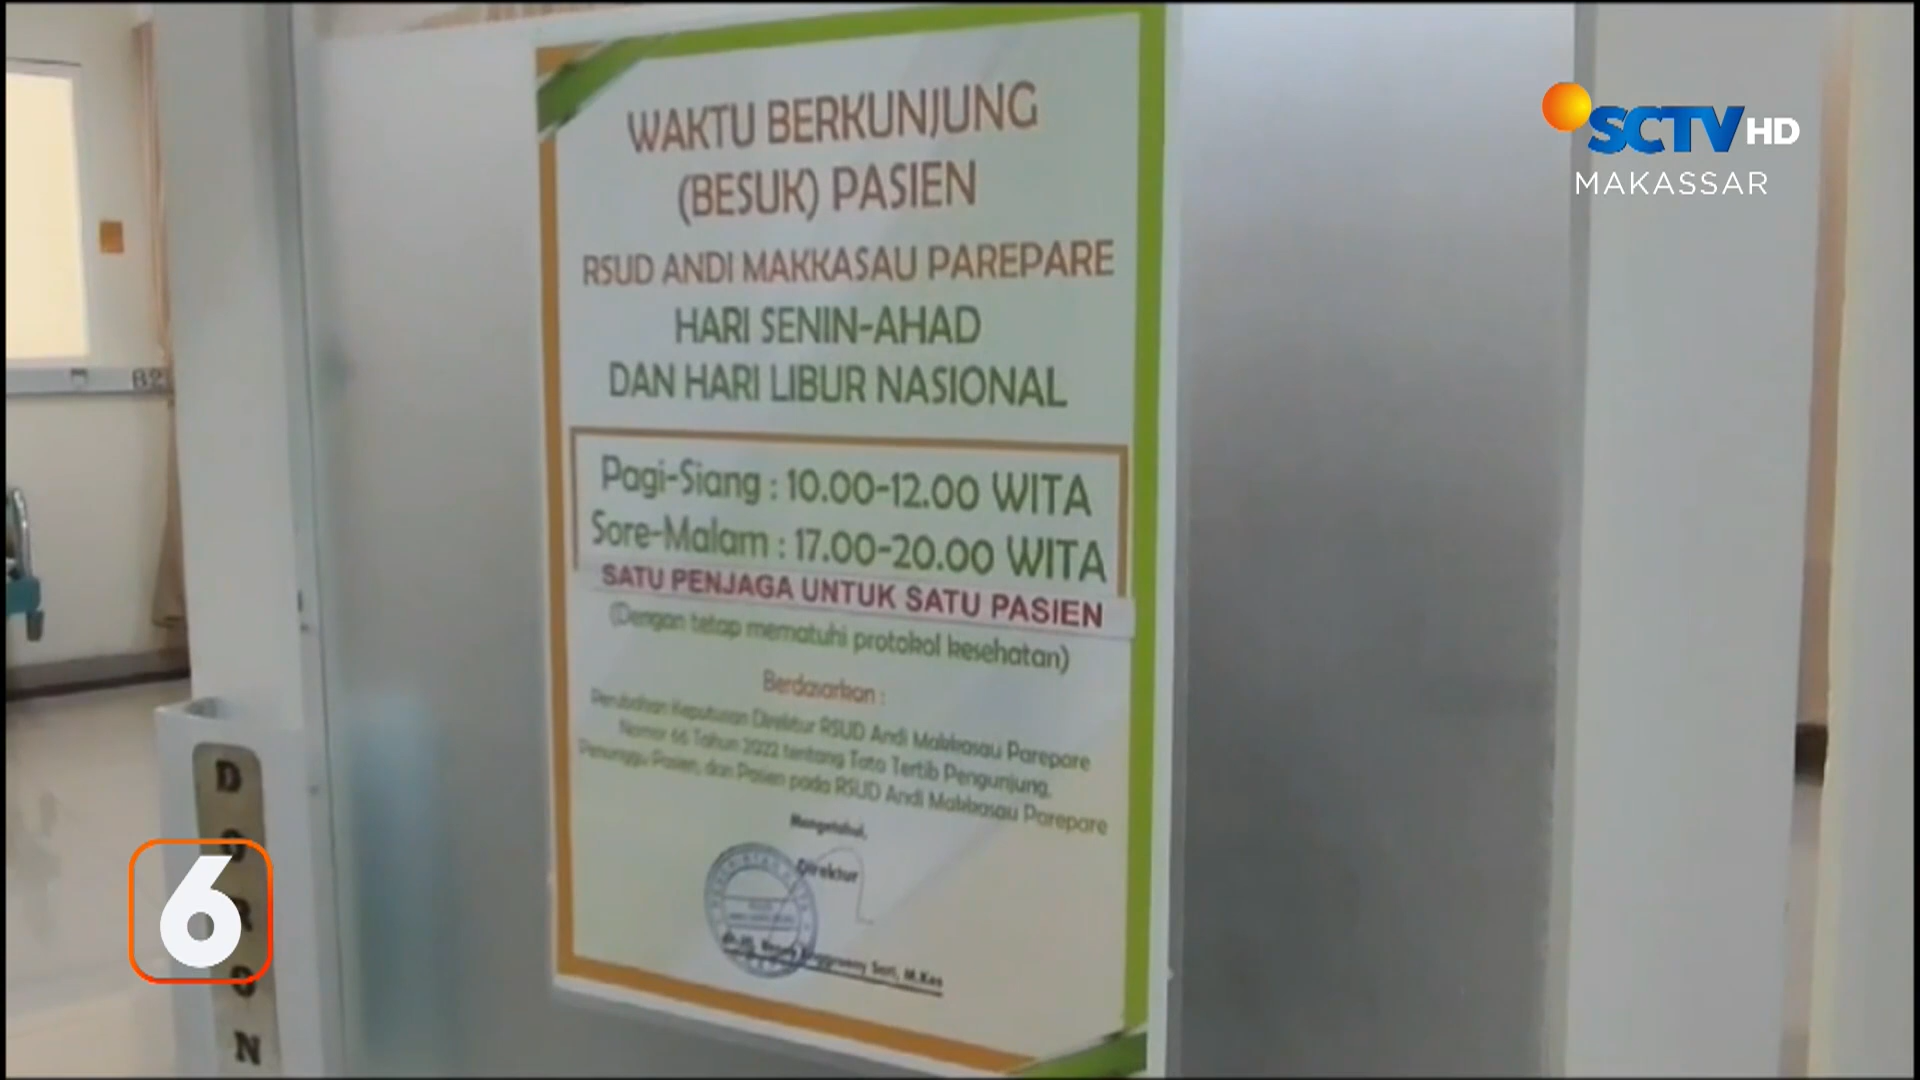 WAKTU BERKUNJUNG
(BESUK) PASIEN
RSUD ANDI MAKKASAU PAREPARE
HARI SENIN-AHAD
DAN HARI LIBUR NASIONAL
Pagi-Siang : 10.00-12.00 WITA
Sore-Malam : 17.00-20.00 WITA
SATU PENJAGA UNTUK SATU PASIEN
(Dengan tetap mematuhi protokol kesehatan)
Berdasarkan :
Perubahan Keputusan Direktur RSUD Andi Makkasau Parepare
Nomor 66 Tahun 2022 tentang Tata Tertib Pengunjung,
Penunggu Pasien, dan Pasien pada RSUD Andi Makkasau Parepare
Mengetahui,
Direktur
Sari, M.Kes
SCTV HD
MAKASSAR
B2
D
O
R
O
N
6